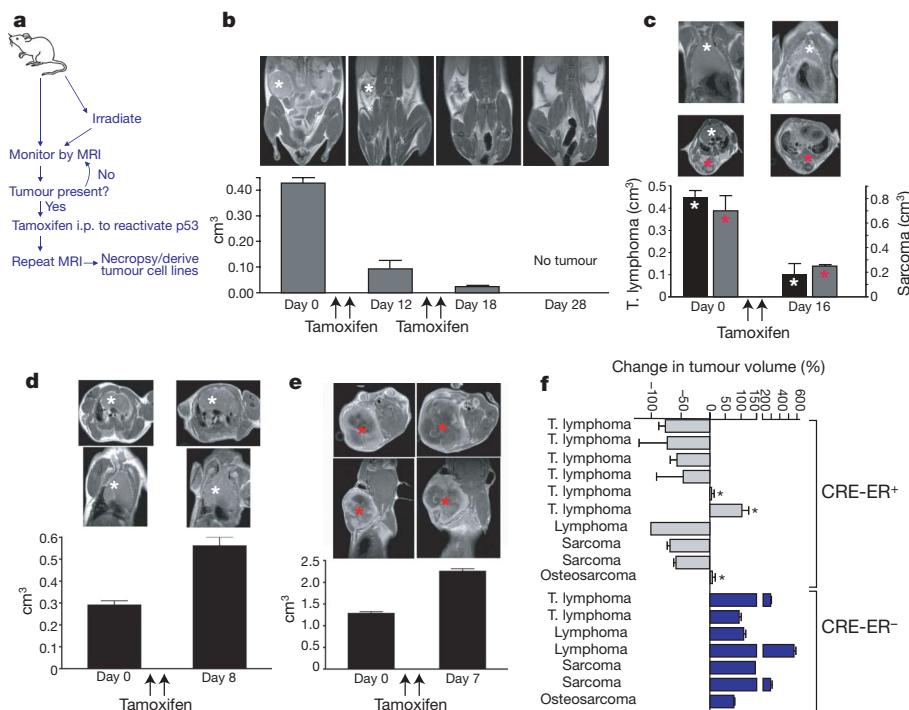 a
Irradiate
Monitor by MRI
No
Tumour present?
Yes
Tamoxifen i.p. to reactivate p53
Repeat MRI
Necropsy/derive
tumour cell lines
b
*
*
0.40
cm³
0.10
0.00
No tumour
Day 0
Day 12
Day 18
Day 28
Tamoxifen
Tamoxifen
c
*
*
*
*
*
T. lymphoma (cm³)
0.5
0.4
0.3
0.2
0.1
0
*
*
*
*
0.8
0.6
0.4
0.2
0
Sarcoma (cm³)
Day 0
Day 16
Tamoxifen
d
*
*
*
*
cm³
0.6
0.5
0.4
0.3
0.2
0.1
0
Day 0
Day 8
Tamoxifen
e
*
*
*
*
cm³
2.5
2.0
1.5
1.0
0.5
0
Day 0
Day 7
Tamoxifen
f
Change in tumour volume (%)
−100
−50
0
50
100
150
200
400
600
T. lymphoma
T. lymphoma
T. lymphoma
T. lymphoma
T. lymphoma *
T. lymphoma *
Lymphoma
Sarcoma
Sarcoma
Osteosarcoma *
CRE-ER⁺
T. lymphoma
T. lymphoma
Lymphoma
Lymphoma
Sarcoma
Sarcoma
Osteosarcoma
CRE-ER⁻